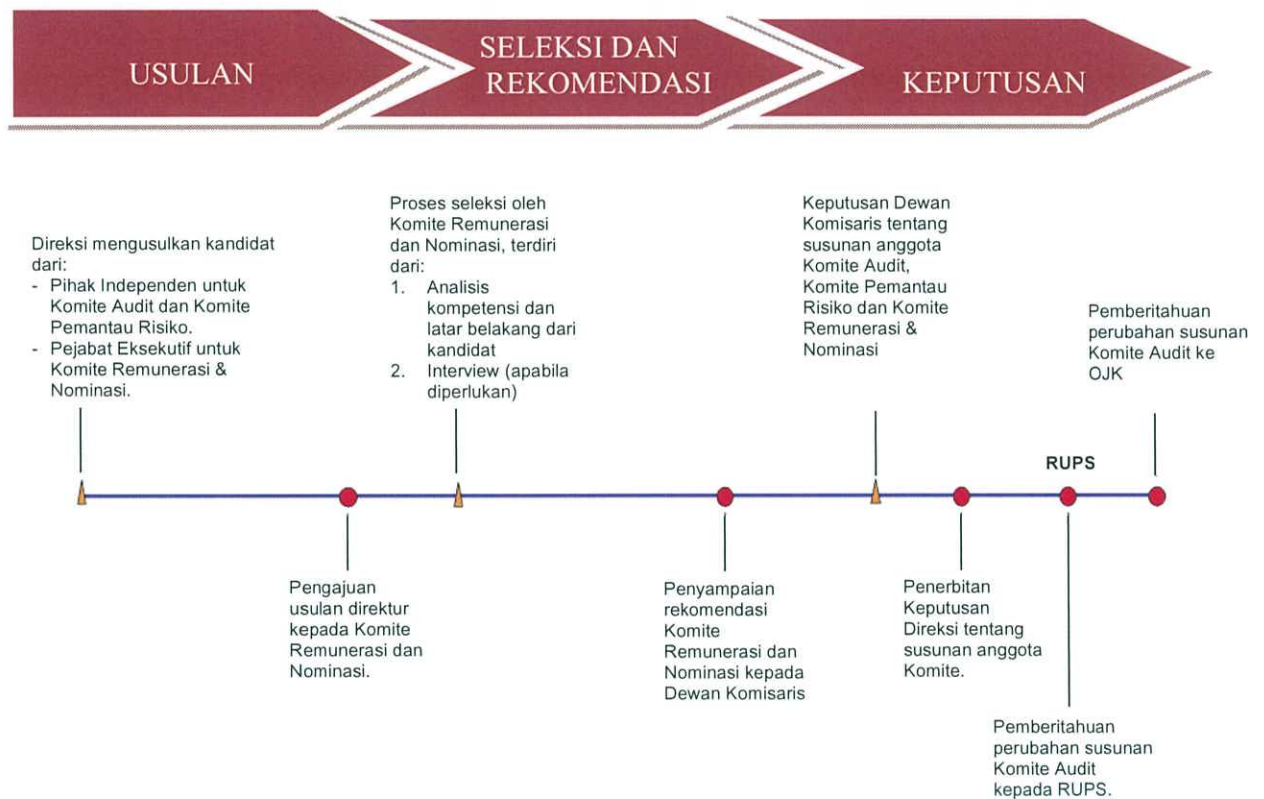 USULAN
SELEKSI DAN
REKOMENDASI
KEPUTUSAN
Direksi mengusulkan kandidat
dari:
- Pihak Independen untuk
Komite Audit dan Komite
Pemantau Risiko.
- Pejabat Eksekutif untuk
Komite Remunerasi &
Nominasi.
Proses seleksi oleh
Komite Remunerasi
dan Nominasi, terdiri
dari:
1. Analisis
kompetensi dan
latar belakang dari
kandidat
2. Interview (apabila
diperlukan)
Keputusan Dewan
Komisaris tentang
susunan anggota
Komite Audit,
Komite Pemantau
Risiko dan Komite
Remunerasi &
Nominasi
Pemberitahuan
perubahan susunan
Komite Audit ke
OJK
RUPS
Pengajuan
usulan direktur
kepada Komite
Remunerasi dan
Nominasi.
Penyampaian
rekomendasi
Komite
Remunerasi dan
Nominasi kepada
Dewan Komisaris
Penerbitan
Keputusan
Direksi tentang
susunan anggota
Komite.
Pemberitahuan
perubahan susunan
Komite Audit
kepada RUPS.